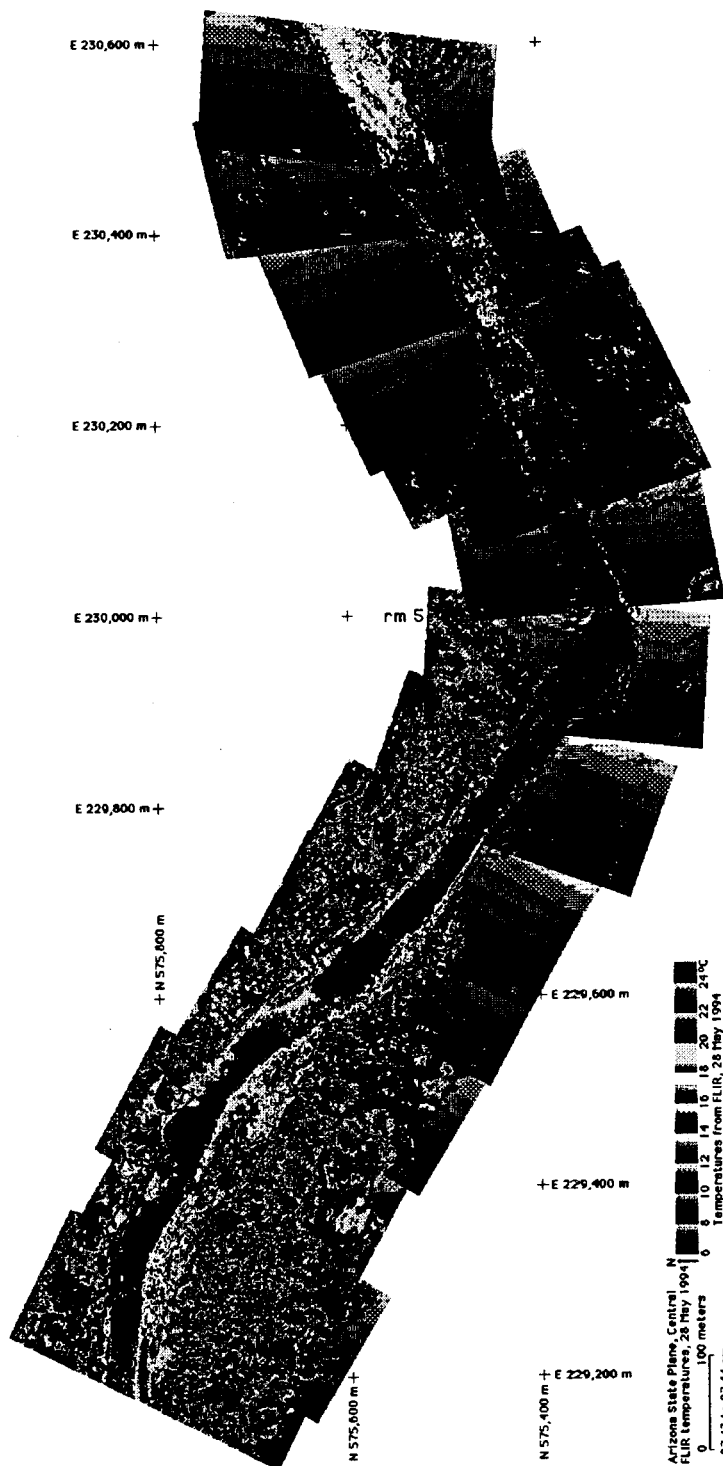 E 230,600 m
E 230,400 m
E 230,200 m
E 230,000 m
rm 5
E 229,800 m
N 575,800 m
E 229,600 m
E 229,400 m
E 229,200 m
N 575,600 m
N 575,400 m
Arizona State Plane, Central N
FLIR temperatures, 28 May 1994
0 100 meters
6 8 10 12 14 16 18 20 22 24°C
Temperatures from FLIR, 28 May 1994